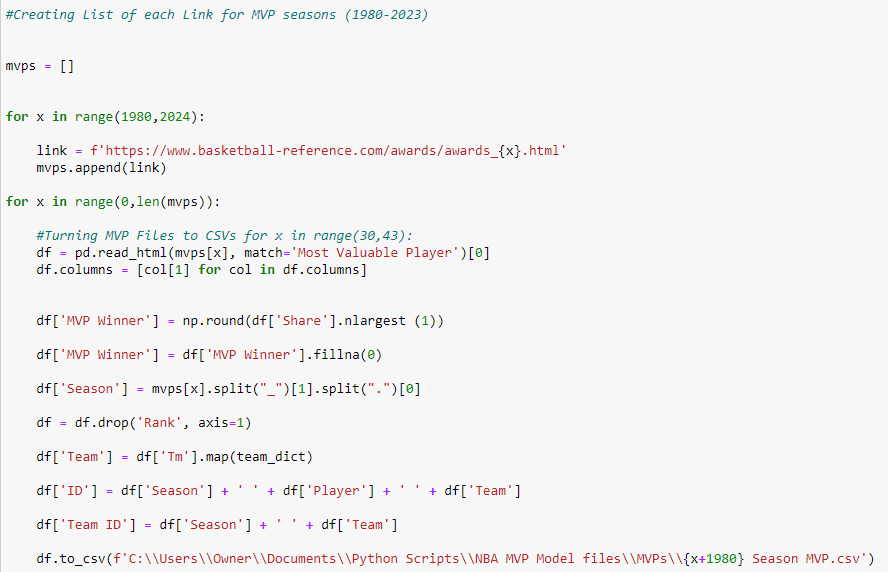 #Creating List of each Link for MVP seasons (1980-2023)
mvps = []
for x in range(1980,2024):
    link = f'https://www.basketball-reference.com/awards/awards_{x}.html'
    mvps.append(link)
for x in range(0,len(mvps)):
    #Turning MVP Files to CSVs for x in range(30,43):
    df = pd.read_html(mvps[x], match='Most Valuable Player')[0]
    df.columns = [col[1] for col in df.columns]
    df['MVP Winner'] = np.round(df['Share'].nlargest (1))
    df['MVP Winner'] = df['MVP Winner'].fillna(0)
    df['Season'] = mvps[x].split("_")[1].split(".")[0]
    df = df.drop('Rank', axis=1)
    df['Team'] = df['Tm'].map(team_dict)
    df['ID'] = df['Season'] + ' ' + df['Player'] + ' ' + df['Team']
    df['Team ID'] = df['Season'] + ' ' + df['Team']
    df.to_csv(f'C:\\Users\\Owner\\Documents\\Python Scripts\\NBA MVP Model files\\MVPs\\{x+1980} Season MVP.csv')